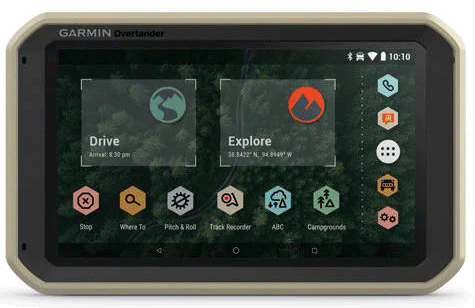 GARMIN Overlander
10:10
Drive
Arrival: 8:30 pm
Explore
38.8422° N, 94.8949° W
Stop
Where To
Pitch & Roll
Track Recorder
ABC
Campgrounds